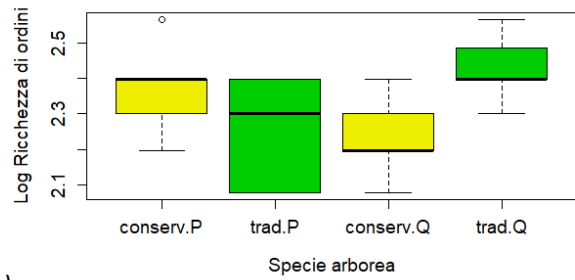 Log Ricchezza di ordini
2.5
2.3
2.1
conserv.P trad.P conserv.Q trad.Q
Specie arborea